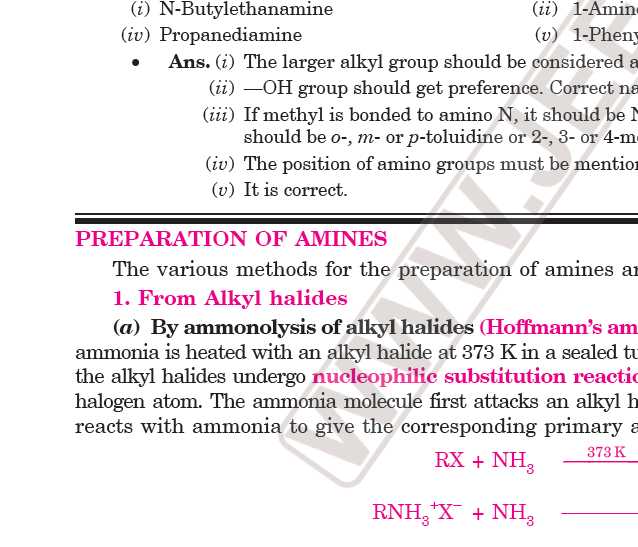 (i) N-Butylethanamine (ii) 1-Amin
(iv) Propanediamine (v) 1-Pheny
• Ans. (i) The larger alkyl group should be considered a
(ii) —OH group should get preference. Correct na
(iii) If methyl is bonded to amino N, it should be N
should be o-, m- or p-toluidine or 2-, 3- or 4-m
(iv) The position of amino groups must be mention
(v) It is correct.
PREPARATION OF AMINES
The various methods for the preparation of amines ar
1. From Alkyl halides
(a) By ammonolysis of alkyl halides (Hoffmann's am
ammonia is heated with an alkyl halide at 373 K in a sealed tu
the alkyl halides undergo nucleophilic substitution reactio
halogen atom. The ammonia molecule first attacks an alkyl h
reacts with ammonia to give the corresponding primary a
RX + NH₃ 373 K
RNH₃⁺X⁻ + NH₃
WWW.JEE